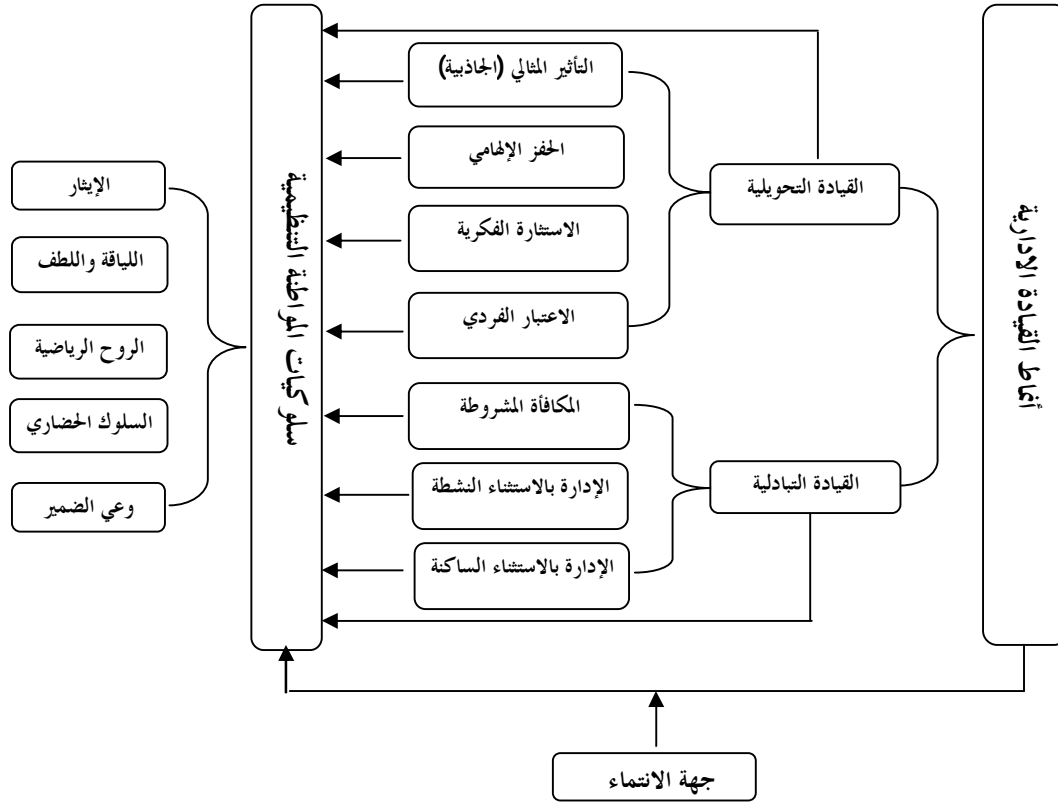 أنماط القيادة الادارية
القيادة التحويلية
القيادة التبادلية
التأثير المثالي (الجاذبية)
الحفز الإلهامي
الاستثارة الفكرية
الاعتبار الفردي
المكافأة المشروطة
الإدارة بالاستثناء النشطة
الإدارة بالاستثناء الساكنة
سلوكيات المواطنة التنظيمية
الإيثار
اللياقة واللطف
الروح الرياضية
السلوك الحضاري
وعي الضمير
جهة الانتماء